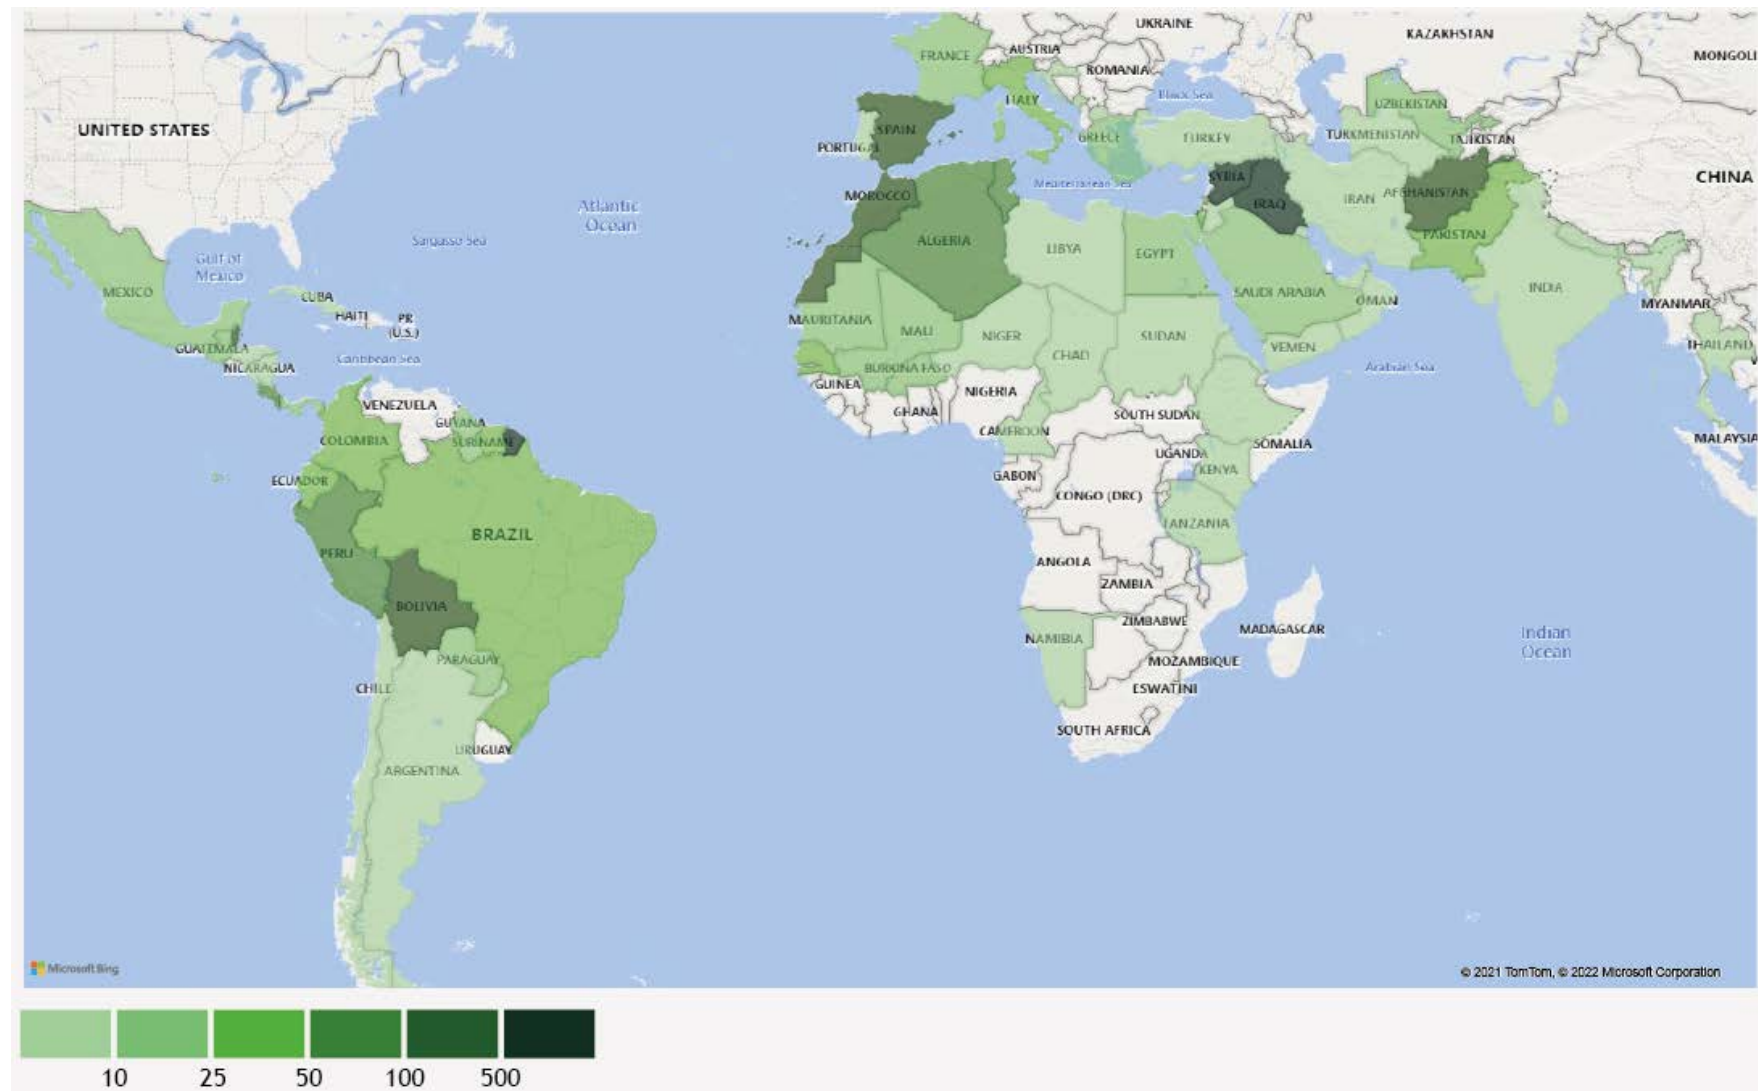 UKRAINE
KAZAKHSTAN
AUSTRIA
FRANCE
MONGOLI
ROMANIA
Black Sea
ITALY
UZBEKISTAN
SPAIN
UNITED STATES
GREECE
TURKEY
TURKMENISTAN
TAJIKISTAN
PORTUGAL
CHINA
SYRIA
Mediterranean Sea
MOROCCO
AFGHANISTAN
IRAN
IRAQ
Atlantic
Ocean
PAKISTAN
Sargasso Sea
ALGERIA
LIBYA
EGYPT
Gulf of
Mexico
MEXICO
CUBA
SAUDI ARABIA
OMAN
INDIA
MYANMAR
HAITI
PR
(U.S.)
MAURITANIA
MALI
NIGER
SUDAN
YEMEN
THAILAND
GUATEMALA
Caribbean Sea
CHAD
NICARAGUA
BURKINA FASO
Arabian Sea
GUINEA
NIGERIA
VENEZUELA
GHANA
SOUTH SUDAN
GUYANA
CAMEROON
COLOMBIA
SURINAME
SOMALIA
MALAYSIA
UGANDA
KENYA
ECUADOR
GABON
CONGO (DRC)
TANZANIA
BRAZIL
PERU
ANGOLA
ZAMBIA
BOLIVIA
ZIMBABWE
MADAGASCAR
NAMIBIA
Indian
Ocean
PARAGUAY
MOZAMBIQUE
CHILE
ESWATINI
SOUTH AFRICA
URUGUAY
ARGENTINA
Microsoft Bing
© 2021 TomTom, © 2022 Microsoft Corporation
10 25 50 100 500